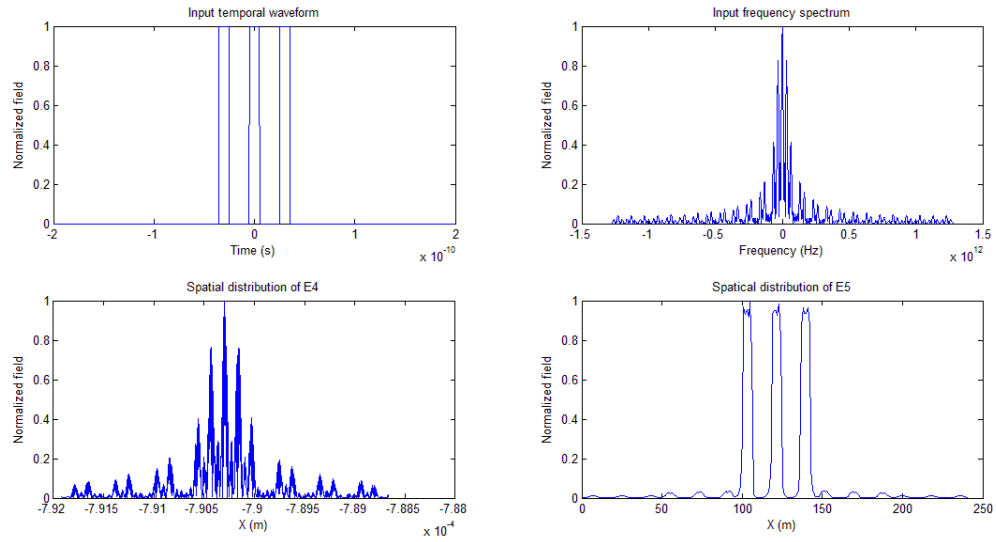 Input temporal waveform
Normalized field
1
0.8
0.6
0.4
0.2
0
-2 -1 0 1 2
Time (s)
x 10^-10
Input frequency spectrum
Normalized field
1
0.8
0.6
0.4
0.2
0
-1.5 -1 -0.5 0 0.5 1 1.5
Frequency (Hz)
x 10^12
Spatial distribution of E4
Normalized field
1
0.8
0.6
0.4
0.2
0
-7.92 -7.915 -7.91 -7.905 -7.9 -7.895 -7.89 -7.885 -7.88
X (m)
x 10^-4
Spatical distribution of E5
Normalized field
1
0.8
0.6
0.4
0.2
0
0 50 100 150 200 250
X (m)